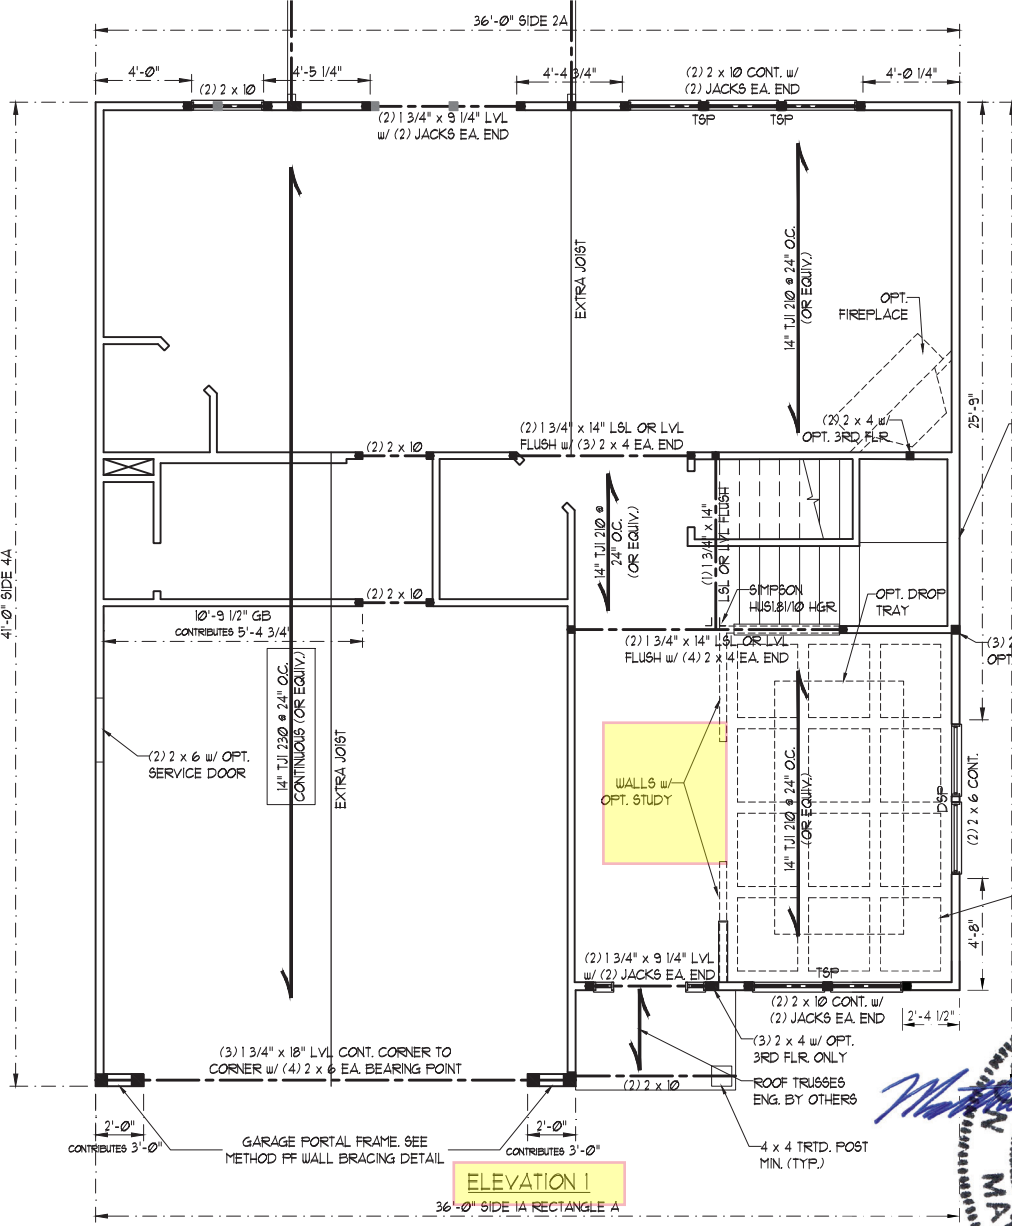 36'-0" SIDE 2A
4'-0"
(2) 2 x 10
4'-5 1/4"
4'-4 3/4"
(2) 2 x 10 CONT. w/
(2) JACKS EA. END
4'-0 1/4"
(2) 1 3/4" x 9 1/4" LVL
w/ (2) JACKS EA. END
TSP
TSP
EXTRA JOIST
14" TJI 210 @ 24" O.C.
(OR EQUIV.)
OPT.
FIREPLACE
25'-9"
(2) 2 x 10
(2) 1 3/4" x 14" LSL OR LVL
FLUSH w/ (3) 2 x 4 EA. END
(2) 2 x 4 w/
OPT. 3RD FLR.
14" TJI 210 @
24" O.C.
(OR EQUIV.)
(1) 1 3/4" x 14"
LSL OR LVL FLUSH
41'-0" SIDE 4A
SIMPSON
HUS1.81/10 HGR.
OPT. DROP
TRAY
(2) 2 x 10
10'-9 1/2" GB
CONTRIBUTES 5'-4 3/4"
(2) 1 3/4" x 14" LSL OR LVL
FLUSH w/ (4) 2 x 4 EA. END
(3) 2
OPT
14" TJI 230 @ 24" O.C.
CONTINUOUS (OR EQUIV.)
EXTRA JOIST
(2) 2 x 6 w/ OPT.
SERVICE DOOR
WALLS w/
OPT. STUDY
14" TJI 210 @ 24" O.C.
(OR EQUIV.)
DSP
(2) 2 x 6 CONT.
4'-8"
(2) 1 3/4" x 9 1/4" LVL
w/ (2) JACKS EA. END
TSP
(2) 2 x 10 CONT. w/
(2) JACKS EA. END
2'-4 1/2"
(3) 2 x 4 w/ OPT.
3RD FLR. ONLY
(3) 1 3/4" x 18" LVL CONT. CORNER TO
CORNER w/ (4) 2 x 6 EA. BEARING POINT
(2) 2 x 10
ROOF TRUSSES
ENG. BY OTHERS
2'-0"
CONTRIBUTES 3'-0"
GARAGE PORTAL FRAME. SEE
METHOD PF WALL BRACING DETAIL
2'-0"
CONTRIBUTES 3'-0"
4 x 4 TRTD. POST
MIN. (TYP.)
ELEVATION 1
36'-0" SIDE 1A RECTANGLE A
N MA